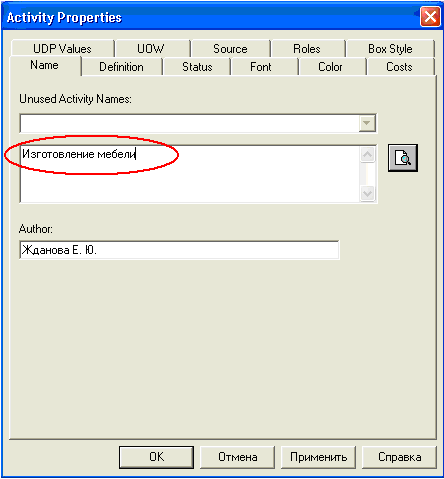 Activity Properties
UDP Values UOW Source Roles Box Style
Name Definition Status Font Color Costs
Unused Activity Names:
Изготовление мебели
Author:
Жданова Е. Ю.
OK Отмена Применить Справка